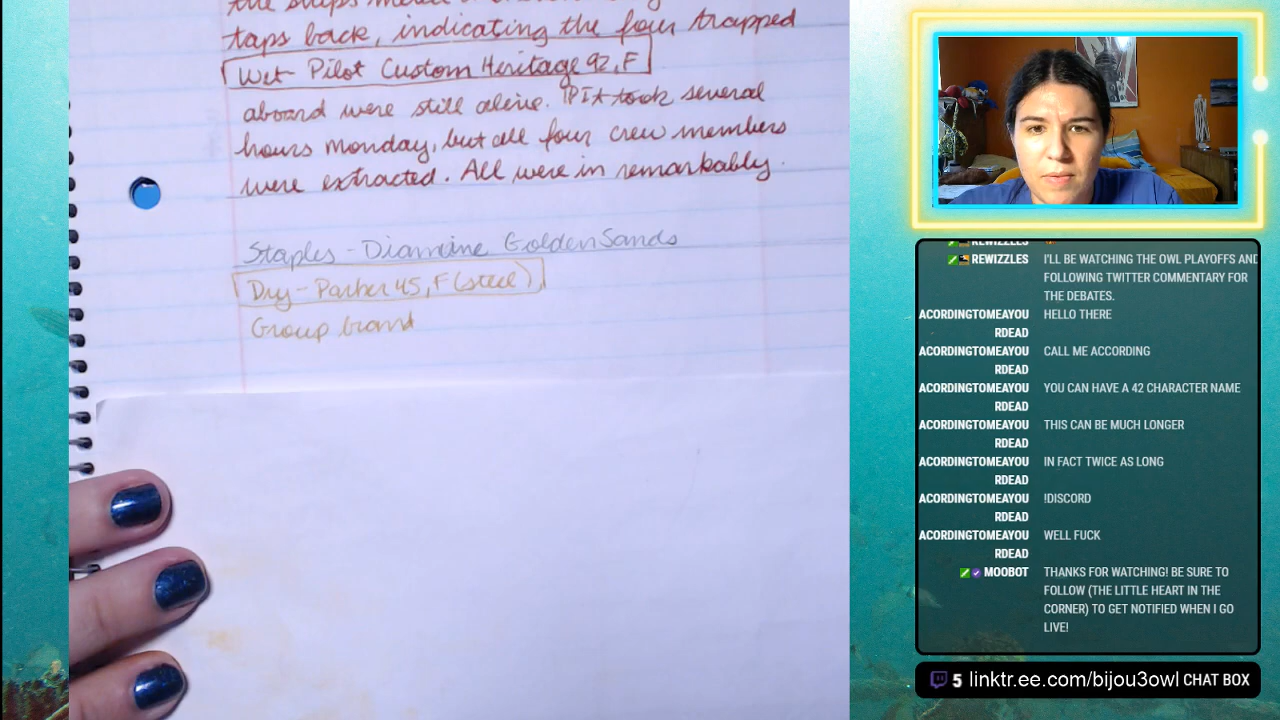 taps back, indicating the four trapped
Wet - Pilot Custom Heritage 92, F
aboard were still alive. It took several
hours Monday, but all four crew members
were extracted. All were in remarkably
Staples - Diamine Golden Sands
Dry - Parker 45, F (steel)
Group brand
REWIZZLES
REWIZZLES I'LL BE WATCHING THE OWL PLAYOFFS AND
FOLLOWING TWITTER COMMENTARY FOR
THE DEBATES.
ACORDINGTOMEAYOU HELLO THERE
RDEAD
ACORDINGTOMEAYOU CALL ME ACCORDING
RDEAD
ACORDINGTOMEAYOU YOU CAN HAVE A 42 CHARACTER NAME
RDEAD
ACORDINGTOMEAYOU THIS CAN BE MUCH LONGER
RDEAD
ACORDINGTOMEAYOU IN FACT TWICE AS LONG
RDEAD
ACORDINGTOMEAYOU !DISCORD
RDEAD
ACORDINGTOMEAYOU WELL FUCK
RDEAD
MOOBOT THANKS FOR WATCHING! BE SURE TO
FOLLOW (THE LITTLE HEART IN THE
CORNER) TO GET NOTIFIED WHEN I GO
LIVE!
5 linktr.ee.com/bijou3owl CHAT BOX